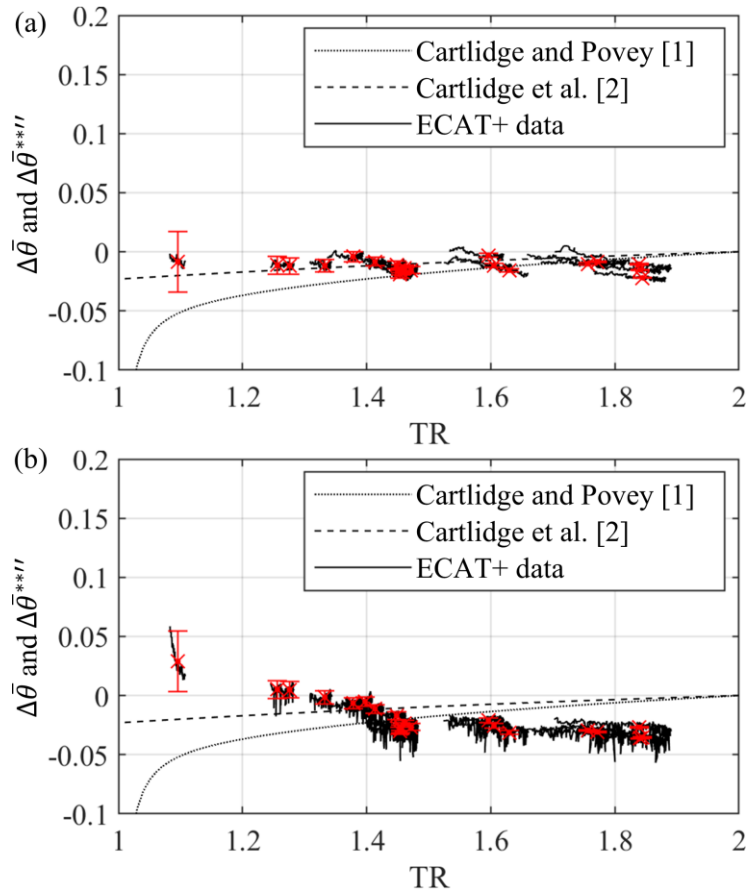 (a)
0.2
0.15
0.1
0.05
0
-0.05
-0.1
Δθ̄ and Δθ̄**′′
Cartlidge and Povey [1]
Cartlidge et al. [2]
ECAT+ data
1 1.2 1.4 1.6 1.8 2
TR
(b)
0.2
0.15
0.1
0.05
0
-0.05
-0.1
Δθ̄ and Δθ̄**′′
Cartlidge and Povey [1]
Cartlidge et al. [2]
ECAT+ data
1 1.2 1.4 1.6 1.8 2
TR